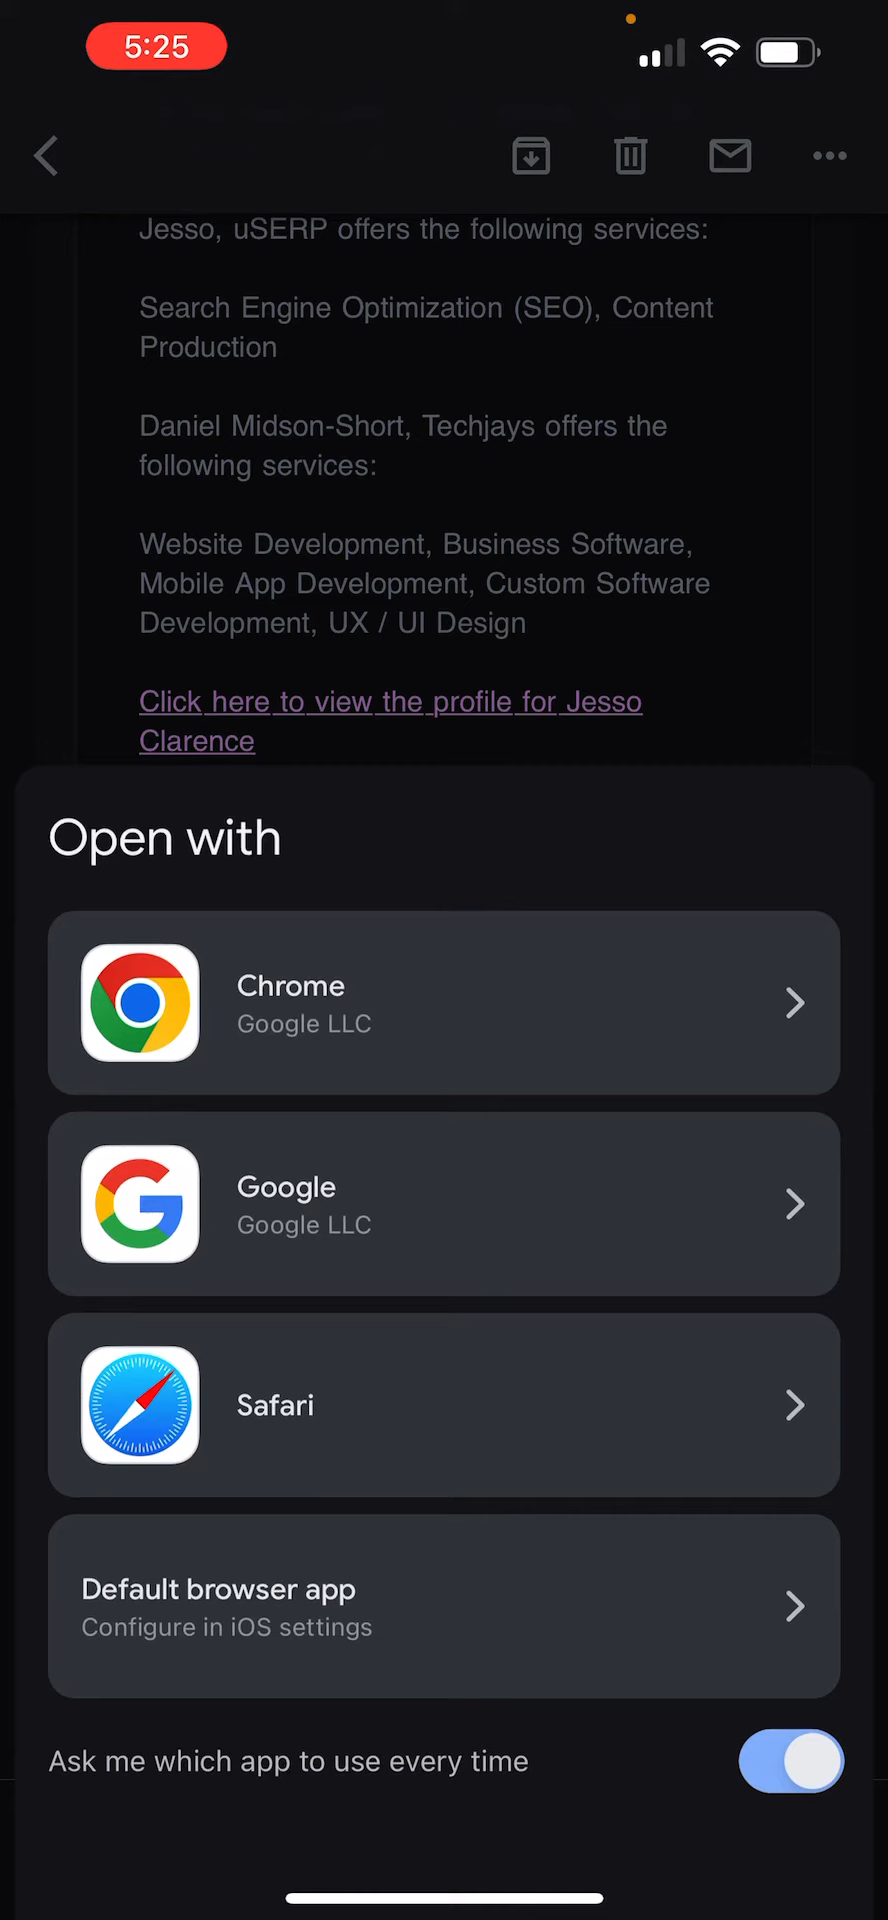 5:25
Jesso, uSERP offers the following services:
Search Engine Optimization (SEO), Content
Production
Daniel Midson-Short, Techjays offers the
following services:
Website Development, Business Software,
Mobile App Development, Custom Software
Development, UX / UI Design
Click here to view the profile for Jesso
Clarence
Open with
Chrome
Google LLC
Google
Google LLC
Safari
Default browser app
Configure in iOS settings
Ask me which app to use every time